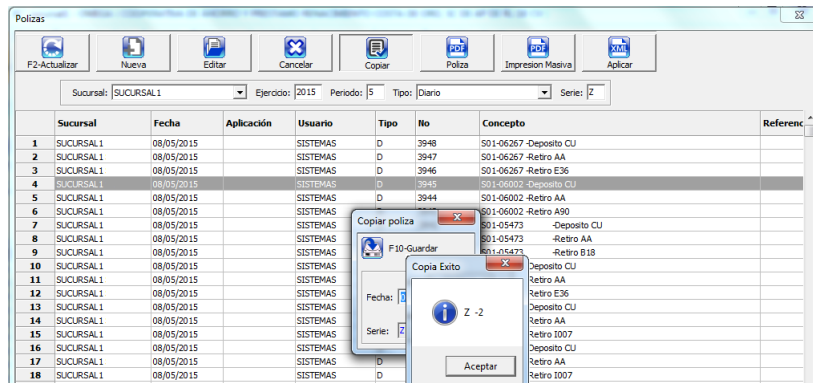 Polizas
F2-Actualizar Nueva Editar Cancelar Copiar PDF Poliza PDF Impresion Masiva XML Aplicar
Sucursal: SUCURSAL1 Ejercicio: 2015 Periodo: 5 Tipo: Diario Serie: Z
Sucursal Fecha Aplicación Usuario Tipo No Concepto Referenc
1 SUCURSAL1 08/05/2015 SISTEMAS D 3948 S01-06267 -Deposito CU
2 SUCURSAL1 08/05/2015 SISTEMAS D 3947 S01-06267 -Retiro AA
3 SUCURSAL1 08/05/2015 SISTEMAS D 3946 S01-06267 -Retiro E36
4 SUCURSAL1 08/05/2015 SISTEMAS D 3945 S01-06002 -Deposito CU
5 SUCURSAL1 08/05/2015 SISTEMAS D 3944 S01-06002 -Retiro AA
6 SUCURSAL1 08/05/2015 SISTEMAS S01-06002 -Retiro A90
7 SUCURSAL1 08/05/2015 SISTEMAS S01-05473 -Deposito CU
8 SUCURSAL1 08/05/2015 SISTEMAS S01-05473 -Retiro AA
9 SUCURSAL1 08/05/2015 SISTEMAS S01-05473 -Retiro B18
10 SUCURSAL1 08/05/2015 SISTEMAS Deposito CU
11 SUCURSAL1 08/05/2015 SISTEMAS Retiro AA
12 SUCURSAL1 08/05/2015 SISTEMAS Retiro E36
13 SUCURSAL1 08/05/2015 SISTEMAS Deposito CU
14 SUCURSAL1 08/05/2015 SISTEMAS Retiro AA
15 SUCURSAL1 08/05/2015 SISTEMAS Retiro I007
16 SUCURSAL1 08/05/2015 SISTEMAS Deposito CU
17 SUCURSAL1 08/05/2015 SISTEMAS D Retiro AA
18 SUCURSAL1 08/05/2015 SISTEMAS D Retiro I007
Copiar poliza
F10-Guardar
Fecha:
Serie: Z
Copia Exito
Z -2
Aceptar